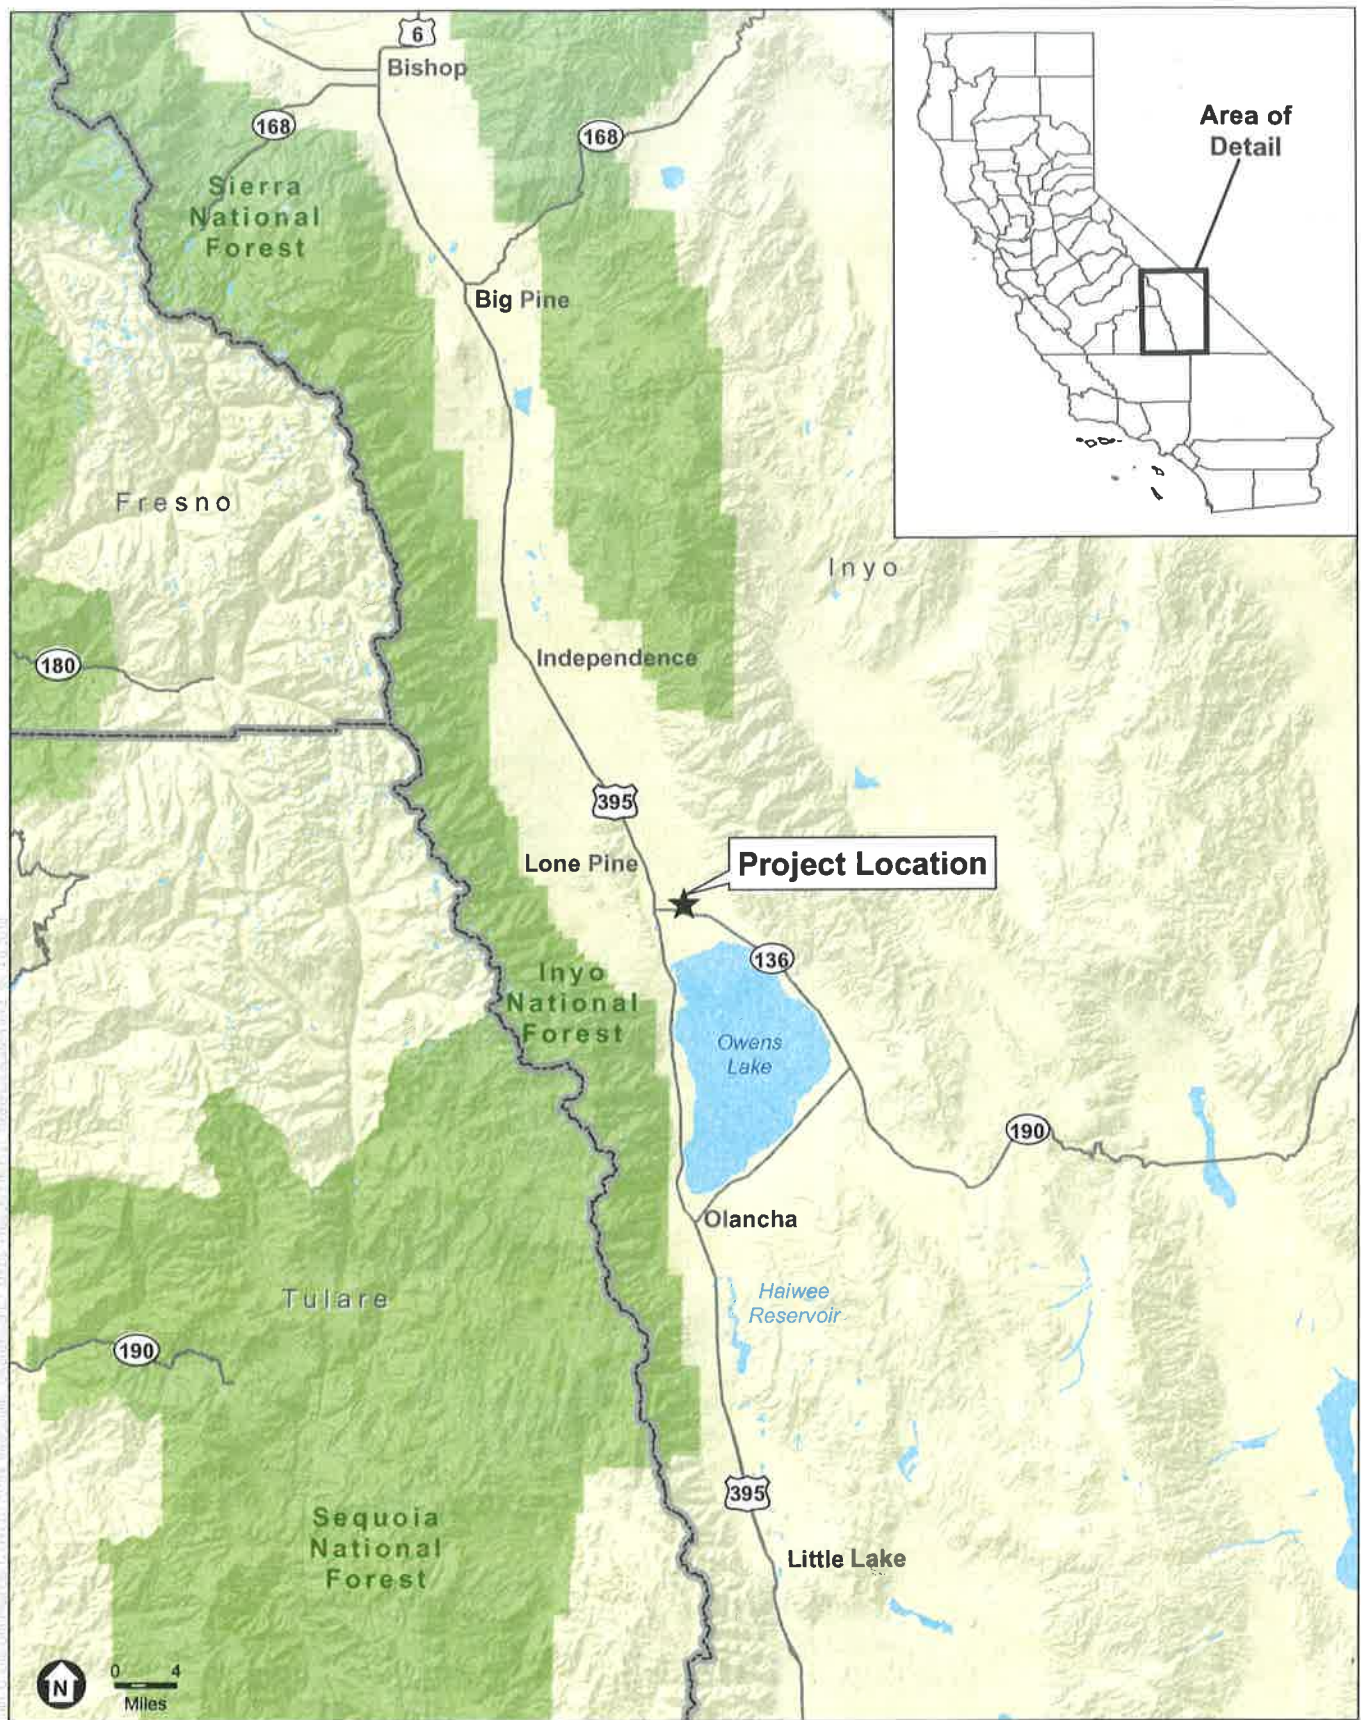 6
Bishop
168
168
Area of
Detail
Sierra
National
Forest
Big Pine
Fresno
Inyo
180
Independence
395
Lone Pine
Project Location
136
Inyo
National
Forest
Owens
Lake
190
Olancha
Tulare
Haiwee
Reservoir
190
395
Sequoia
National
Forest
Little Lake
N
0 4
Miles